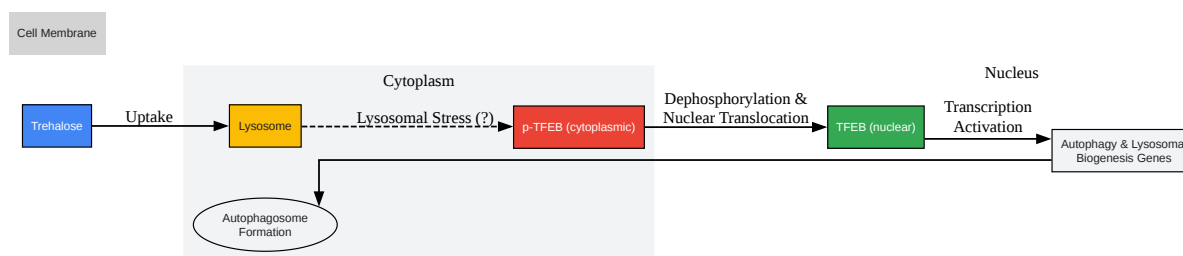 Cell Membrane
Cytoplasm
Nucleus
Trehalose
Uptake
Lysosome
Lysosomal Stress (?)
p-TFEB (cytoplasmic)
Dephosphorylation &
Nuclear Translocation
TFEB (nuclear)
Transcription
Activation
Autophagy & Lysosoma
Biogenesis Genes
Autophagosome
Formation